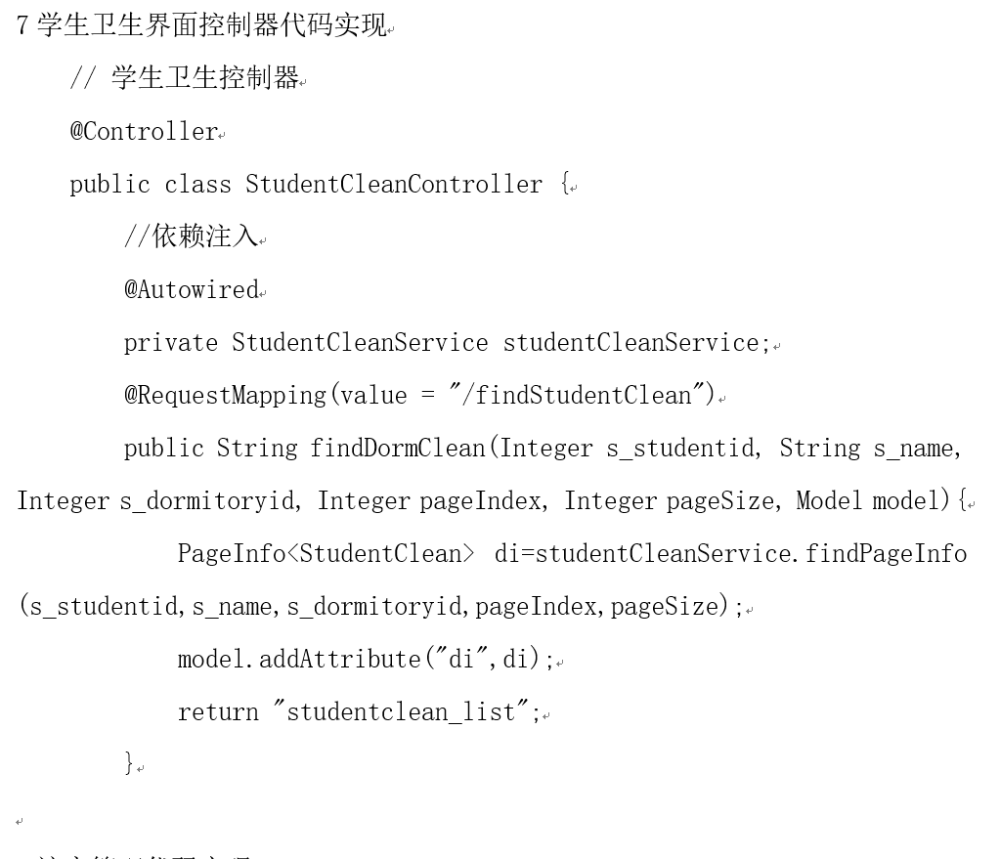 7 学生卫生界面控制器代码实现
// 学生卫生控制器
@Controller
public class StudentCleanController {
//依赖注入
@Autowired
private StudentCleanService studentCleanService;
@RequestMapping(value = "/findStudentClean")
public String findDormClean(Integer s_studentid, String s_name,
Integer s_dormitoryid, Integer pageIndex, Integer pageSize, Model model){
PageInfo<StudentClean> di=studentCleanService.findPageInfo
(s_studentid,s_name,s_dormitoryid,pageIndex,pageSize);
model.addAttribute("di",di);
return "studentclean_list";
}